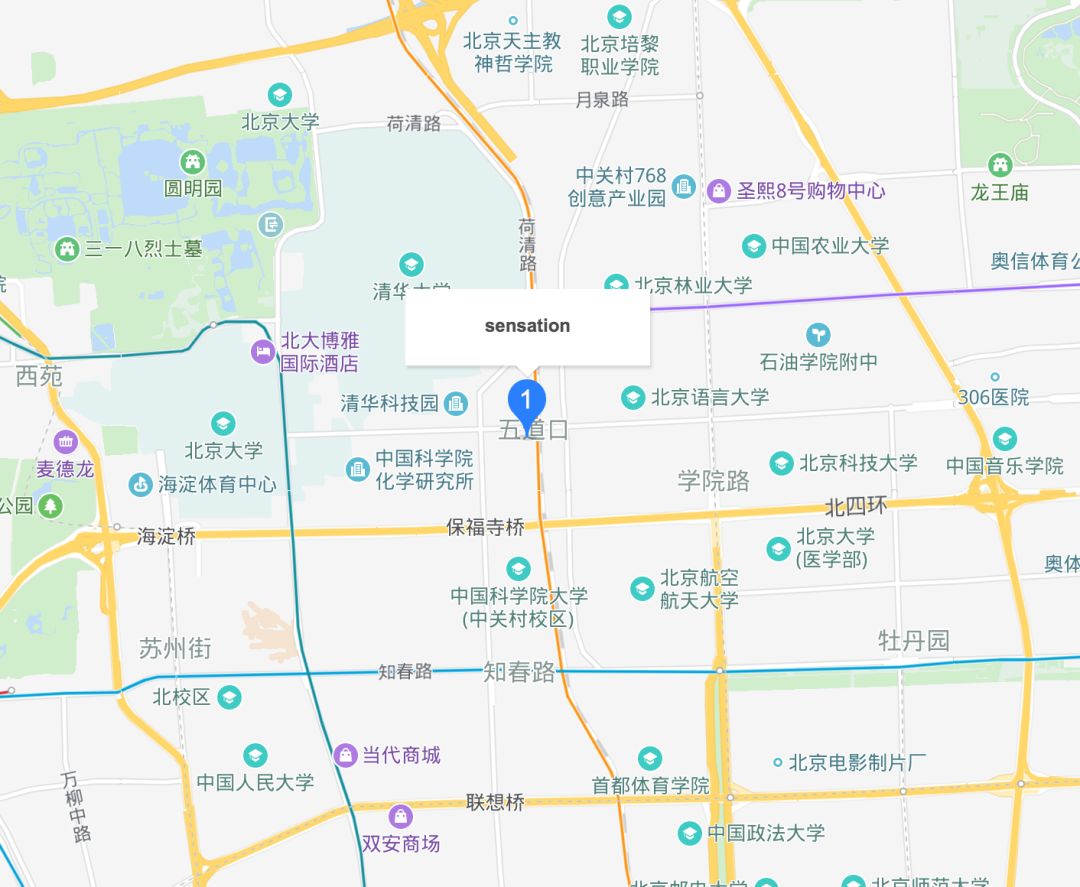 北京天主教
神哲学院
北京培黎
职业学院
北京大学
荷清路
月泉路
圆明园
中关村768
创意产业园
圣熙8号购物中心
龙王庙
三一八烈士墓
荷清路
中国农业大学
奥信体育公
清华大学
北京林业大学
sensation
北大博雅
国际酒店
石油学院附中
西苑
清华科技园
北京语言大学
306医院
1
五道口
北京大学
麦德龙
中国科学院
化学研究所
北京科技大学
中国音乐学院
海淀体育中心
学院路
公园
北四环
海淀桥
保福寺桥
北京大学
(医学部)
奥体
中国科学院大学
(中关村校区)
北京航空
航天大学
苏州街
牡丹园
知春路
知春路
北校区
当代商城
中国人民大学
首都体育学院
北京电影制片厂
万柳中路
联想桥
双安商场
中国政法大学
北京邮电大学
北京师范大学